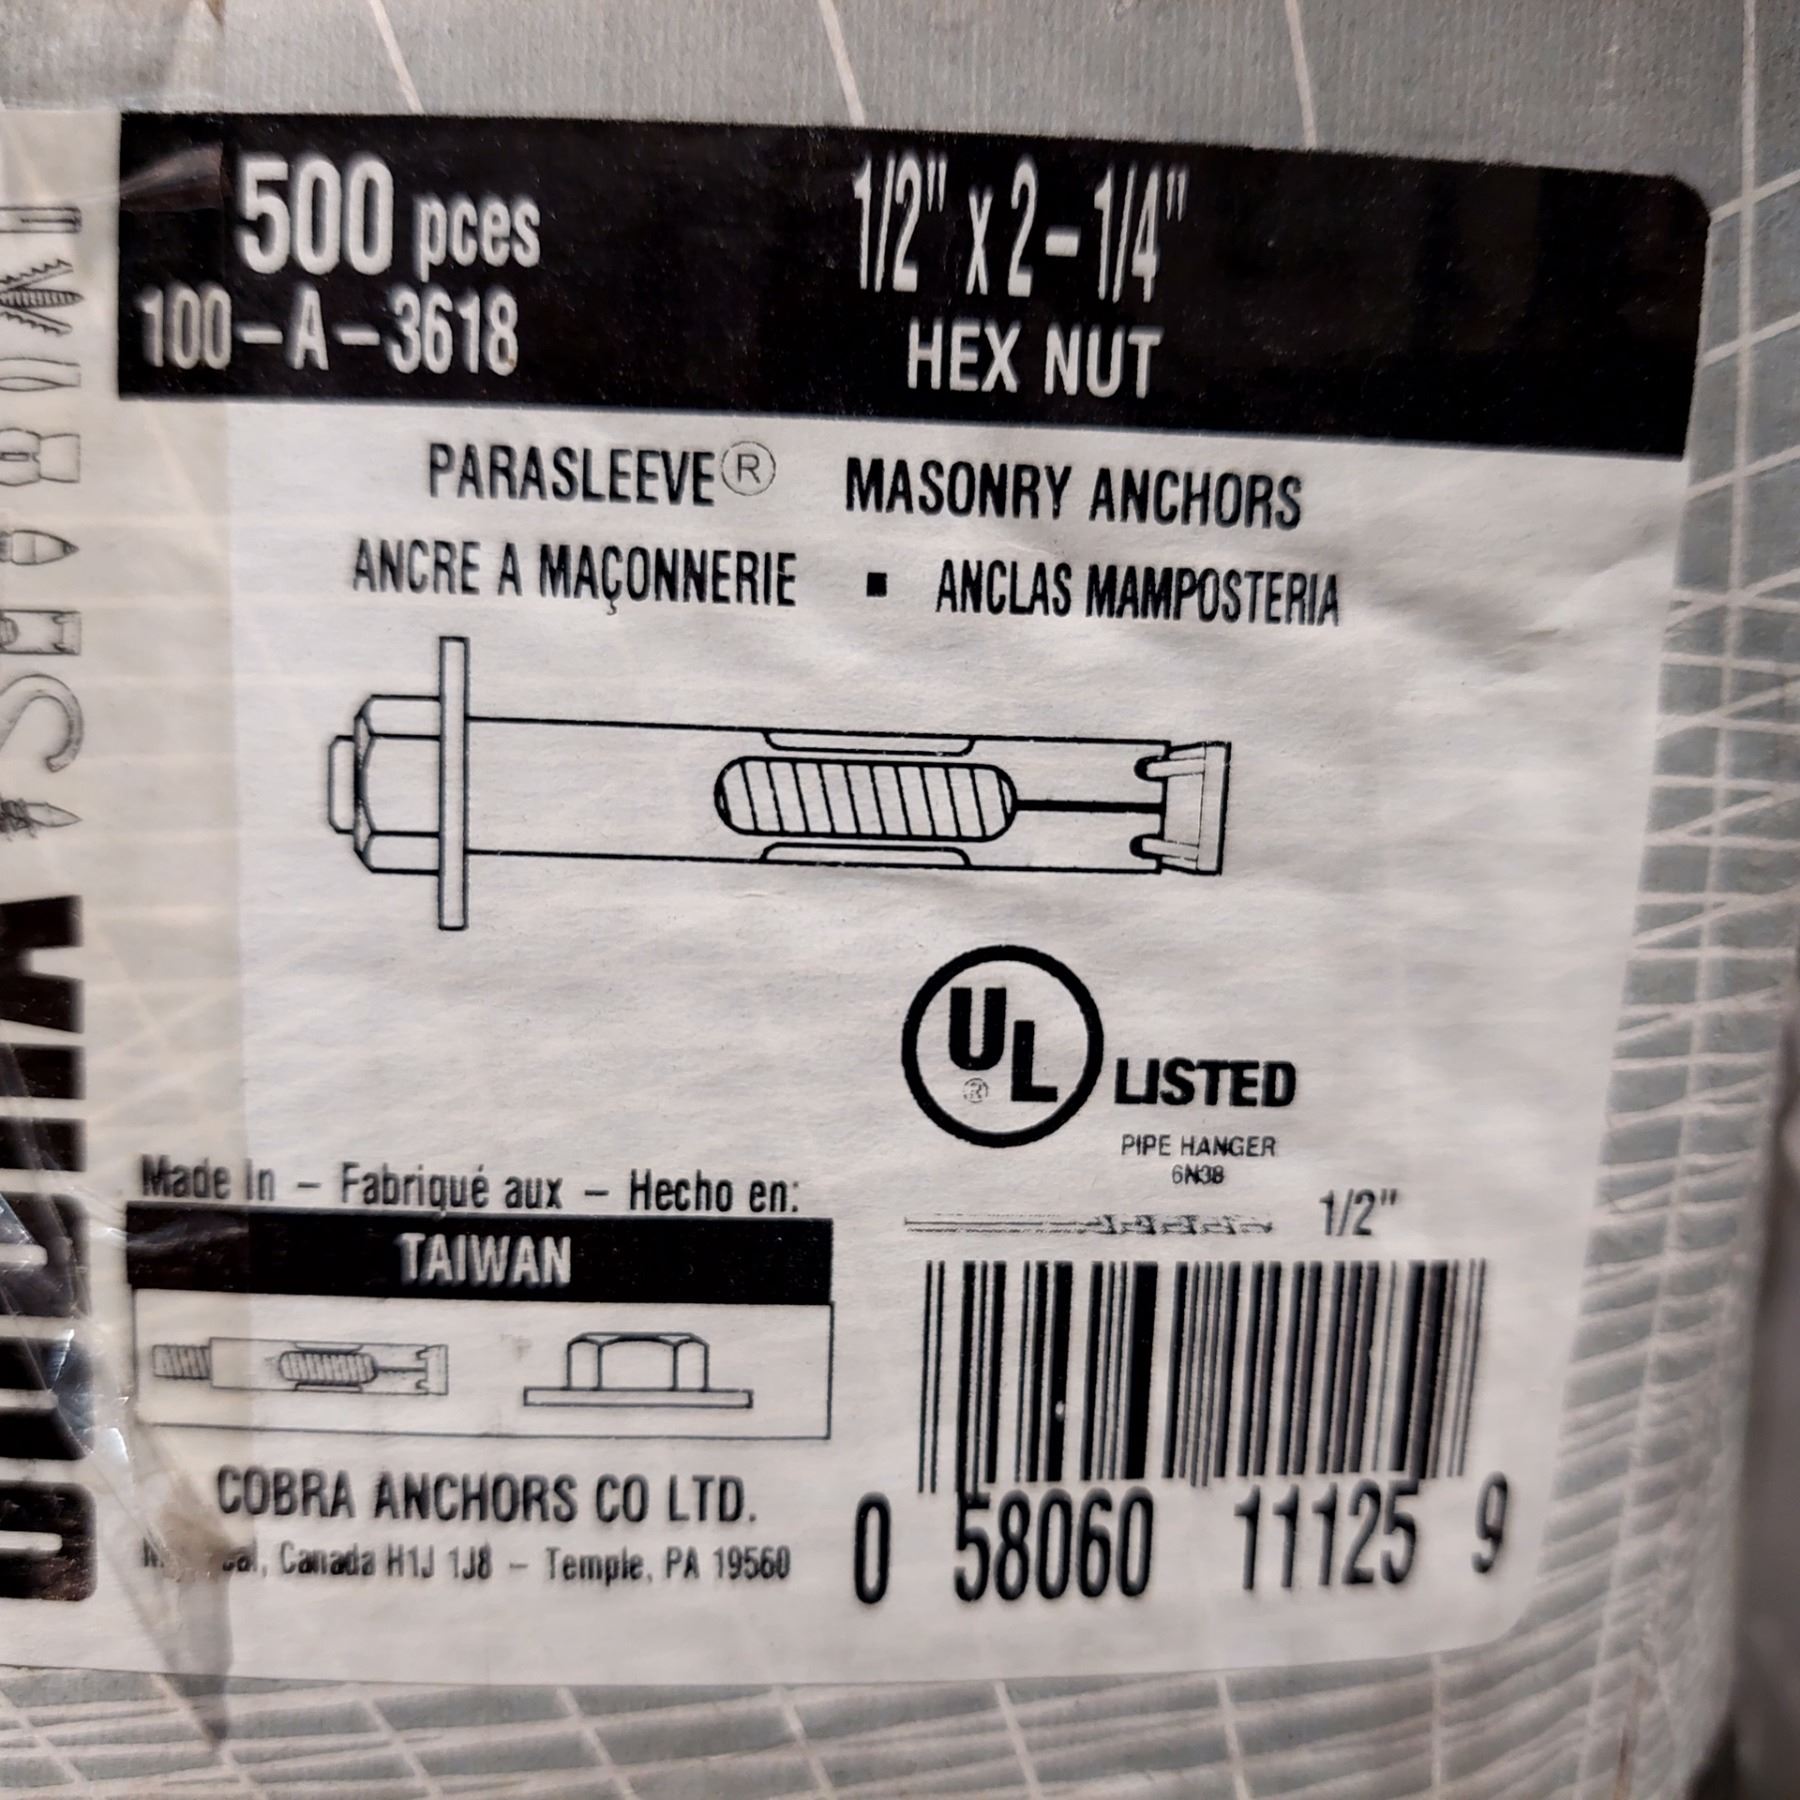 500 pces
100-A-3618
1/2" x 2-1/4"
HEX NUT
PARASLEEVE® MASONRY ANCHORS
ANCRE A MAÇONNERIE ▪ ANCLAS MAMPOSTERIA
UL
®
LISTED
PIPE HANGER
6N38
1/2"
Made In – Fabriqué aux – Hecho en:
TAIWAN
COBRA ANCHORS CO LTD.
Canada H1J 1J8 – Temple, PA 19560
0 58060 11125 9